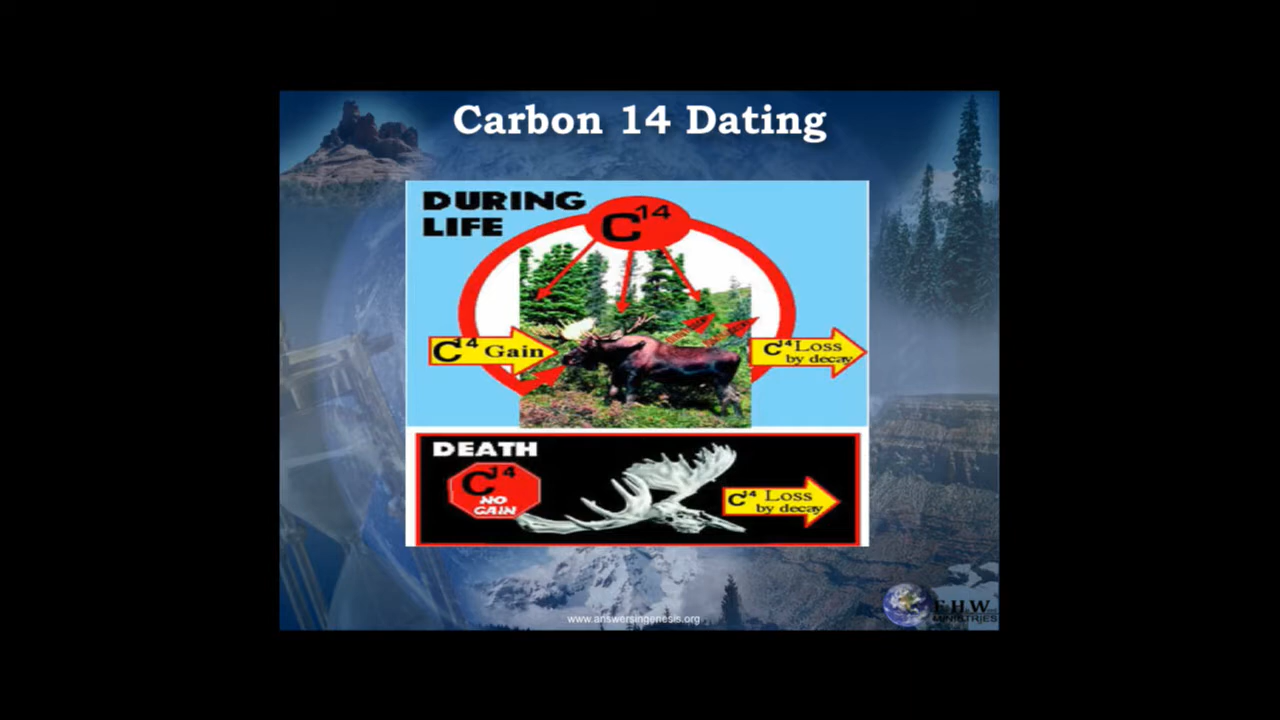 Carbon 14 Dating
DURING
LIFE
C14
C14 Gain
C14 Loss
by decay
DEATH
C14
NO
GAIN
C14 Loss
by decay
www.answersingenesis.org
MINISTRIES